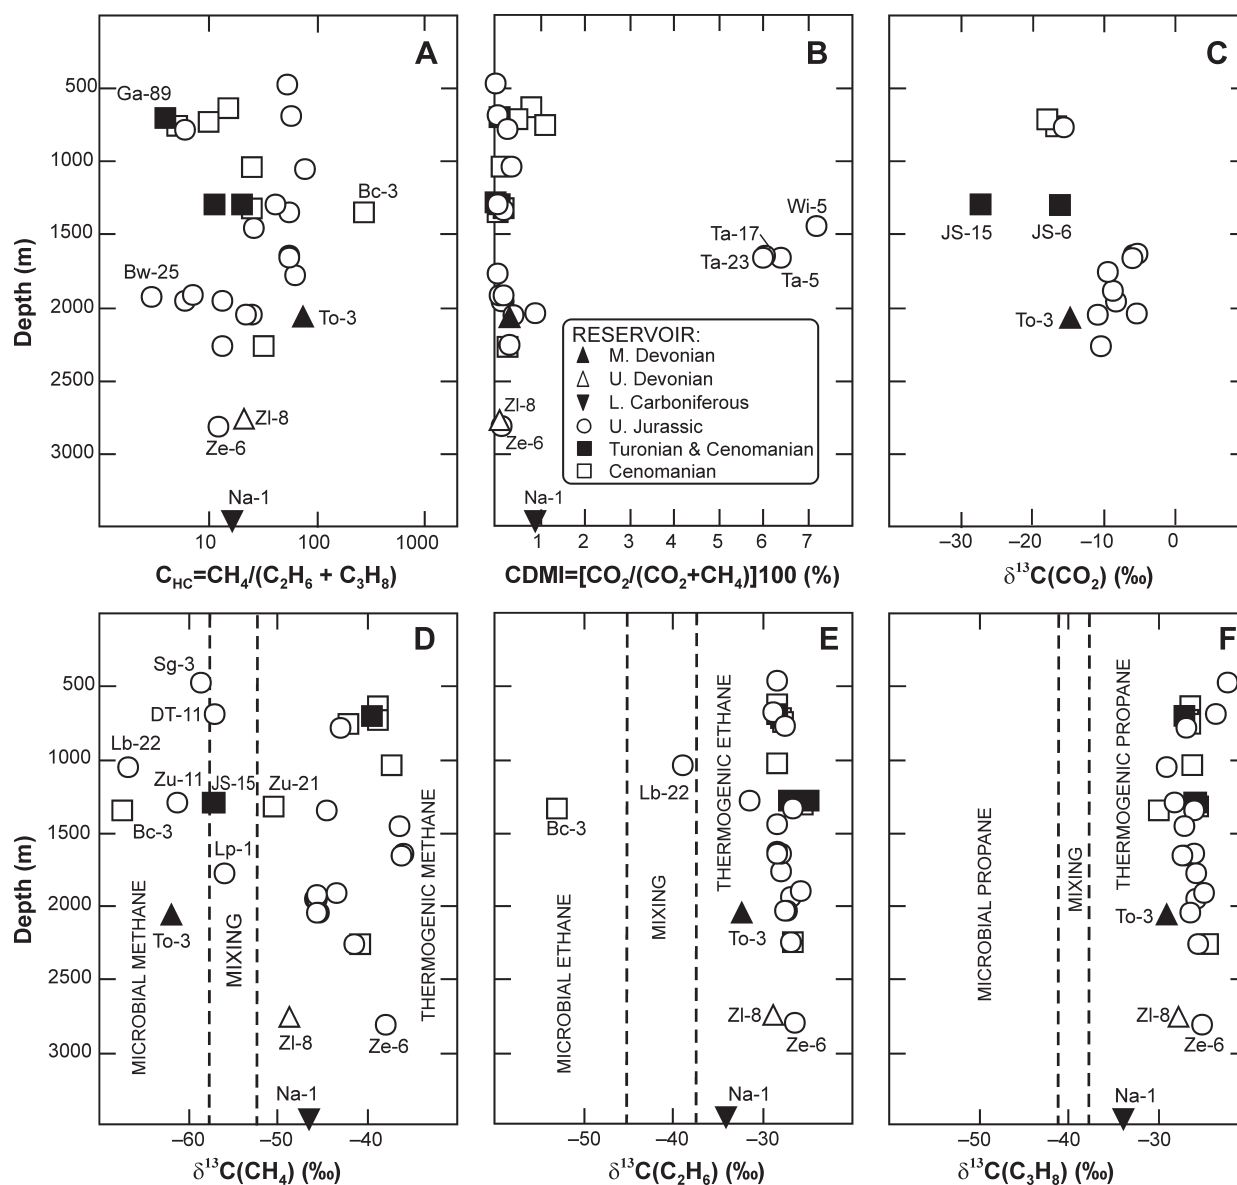 A
B
C
Depth (m)
500
1000
1500
2000
2500
3000
Ga-89
Bc-3
Bw-25
To-3
Zl-8
Ze-6
Na-1
10
100
1000
C_HC=CH₄/(C₂H₆ + C₃H₈)
Wi-5
Ta-17
Ta-23
Ta-5
RESERVOIR:
M. Devonian
U. Devonian
L. Carboniferous
U. Jurassic
Turonian & Cenomanian
Cenomanian
Zl-8
Ze-6
Na-1
1
2
3
4
5
6
7
CDMI=[CO₂/(CO₂+CH₄)]100 (%)
JS-15
JS-6
To-3
–30
–20
–10
0
δ¹³C(CO₂) (‰)
D
E
F
Depth (m)
500
1000
1500
2000
2500
3000
Sg-3
DT-11
Lb-22
Zu-11
JS-15
Zu-21
Bc-3
Lp-1
To-3
Zl-8
Ze-6
Na-1
MICROBIAL METHANE
MIXING
THERMOGENIC METHANE
–60
–50
–40
δ¹³C(CH₄) (‰)
Lb-22
Bc-3
To-3
Zl-8
Ze-6
Na-1
MICROBIAL ETHANE
MIXING
THERMOGENIC ETHANE
–50
–40
–30
δ¹³C(C₂H₆) (‰)
To-3
Zl-8
Ze-6
Na-1
MICROBIAL PROPANE
MIXING
THERMOGENIC PROPANE
–50
–40
–30
δ¹³C(C₃H₈) (‰)